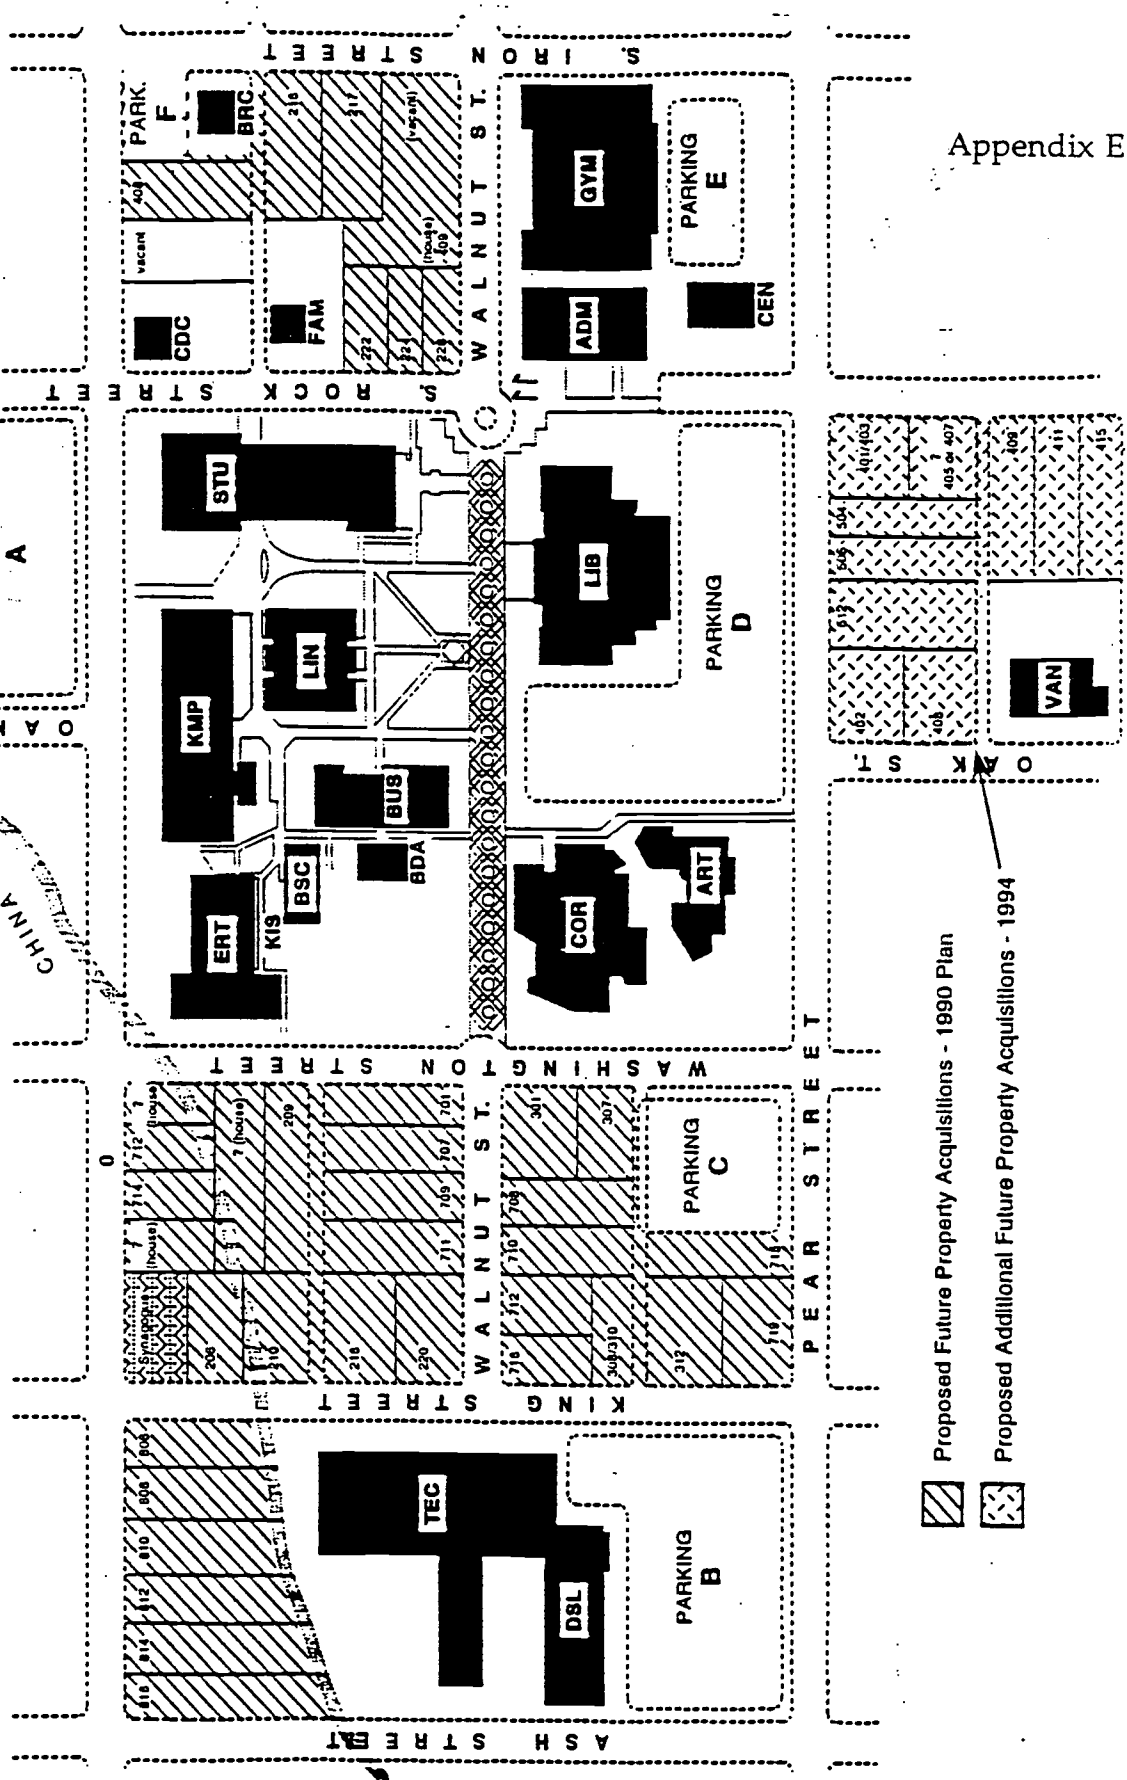 Appendix E
S. IRON STREET
PARK.
F
BRC
408
vacant
CDC
216
217
(vacant)
(house)
409
FAM
222
226
WALNUT ST.
GYM
PARKING
E
ADM
CEN
S. ROCK STREET
A
STU
KMP
LIN
BUS
BDA
BSC
KIS
ERT
LIB
PARKING
D
COR
ART
401/403
?
405 or 407
409
411
415
504
506
512
402
408
VAN
OAK ST.
OAK
CHINA
WASHINGTON STREET
0
?
(house)
712
714
?
(house)
? (house)
209
Synagogue
206
210
701
707
709
711
218
220
WALNUT ST.
301
307
708
710
712
716
308/310
PARKING
C
718
719
312
PEAR STREET
KING STREET
806
808
810
812
814
816
TEC
DSL
PARKING
B
ASH STREET
Proposed Future Property Acquisitions - 1990 Plan
Proposed Additional Future Property Acquisitions - 1994